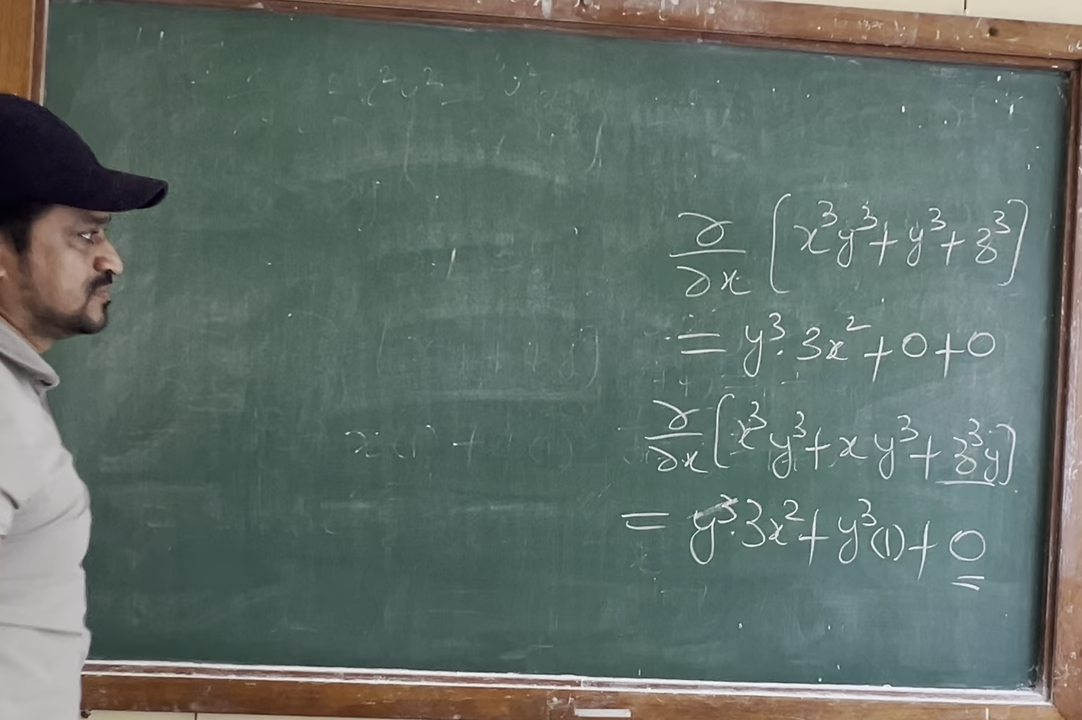 ∂/∂x [x³y³ + y³ + z³]
= y³. 3x² + 0 + 0
∂/∂x [x³y³ + xy³ + z³y]
= y³. 3x² + y³(1) + 0